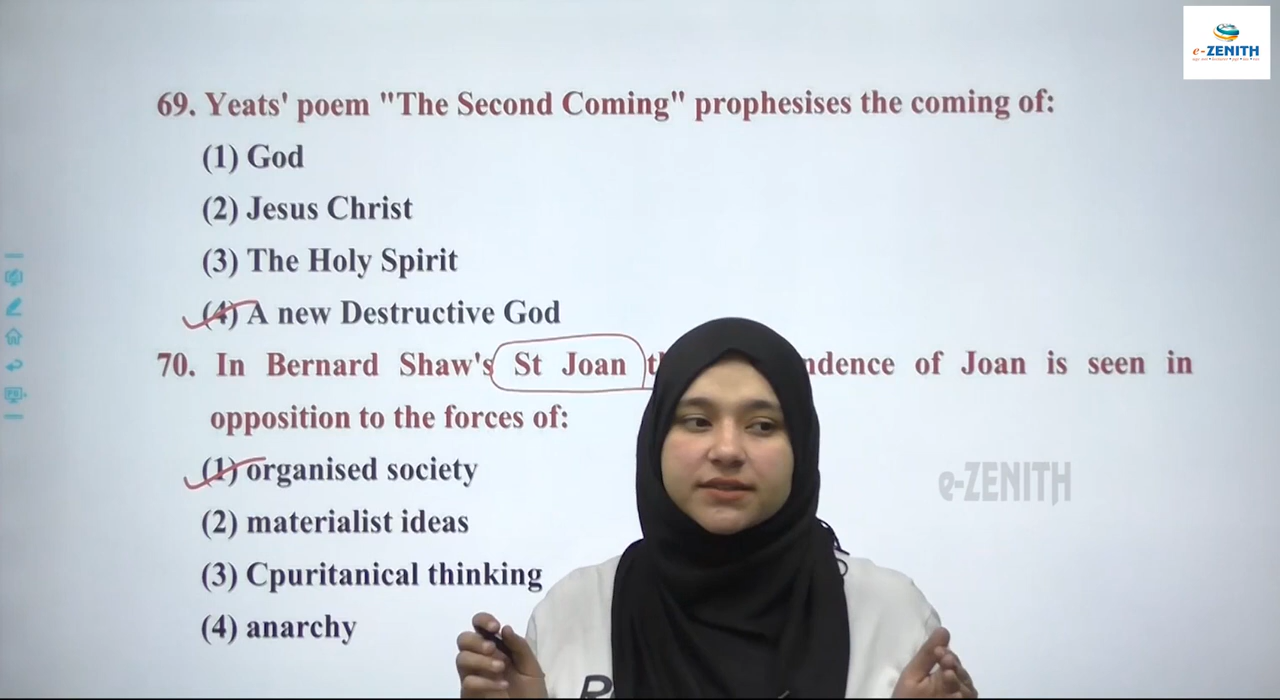 e-ZENITH
69. Yeats' poem "The Second Coming" prophesises the coming of:
(1) God
(2) Jesus Christ
(3) The Holy Spirit
(4) A new Destructive God
70. In Bernard Shaw's St Joan of Joan is seen in
opposition to the forces of:
(1) organised society
e-ZENITH
(2) materialist ideas
(3) Cpuritanical thinking
(4) anarchy